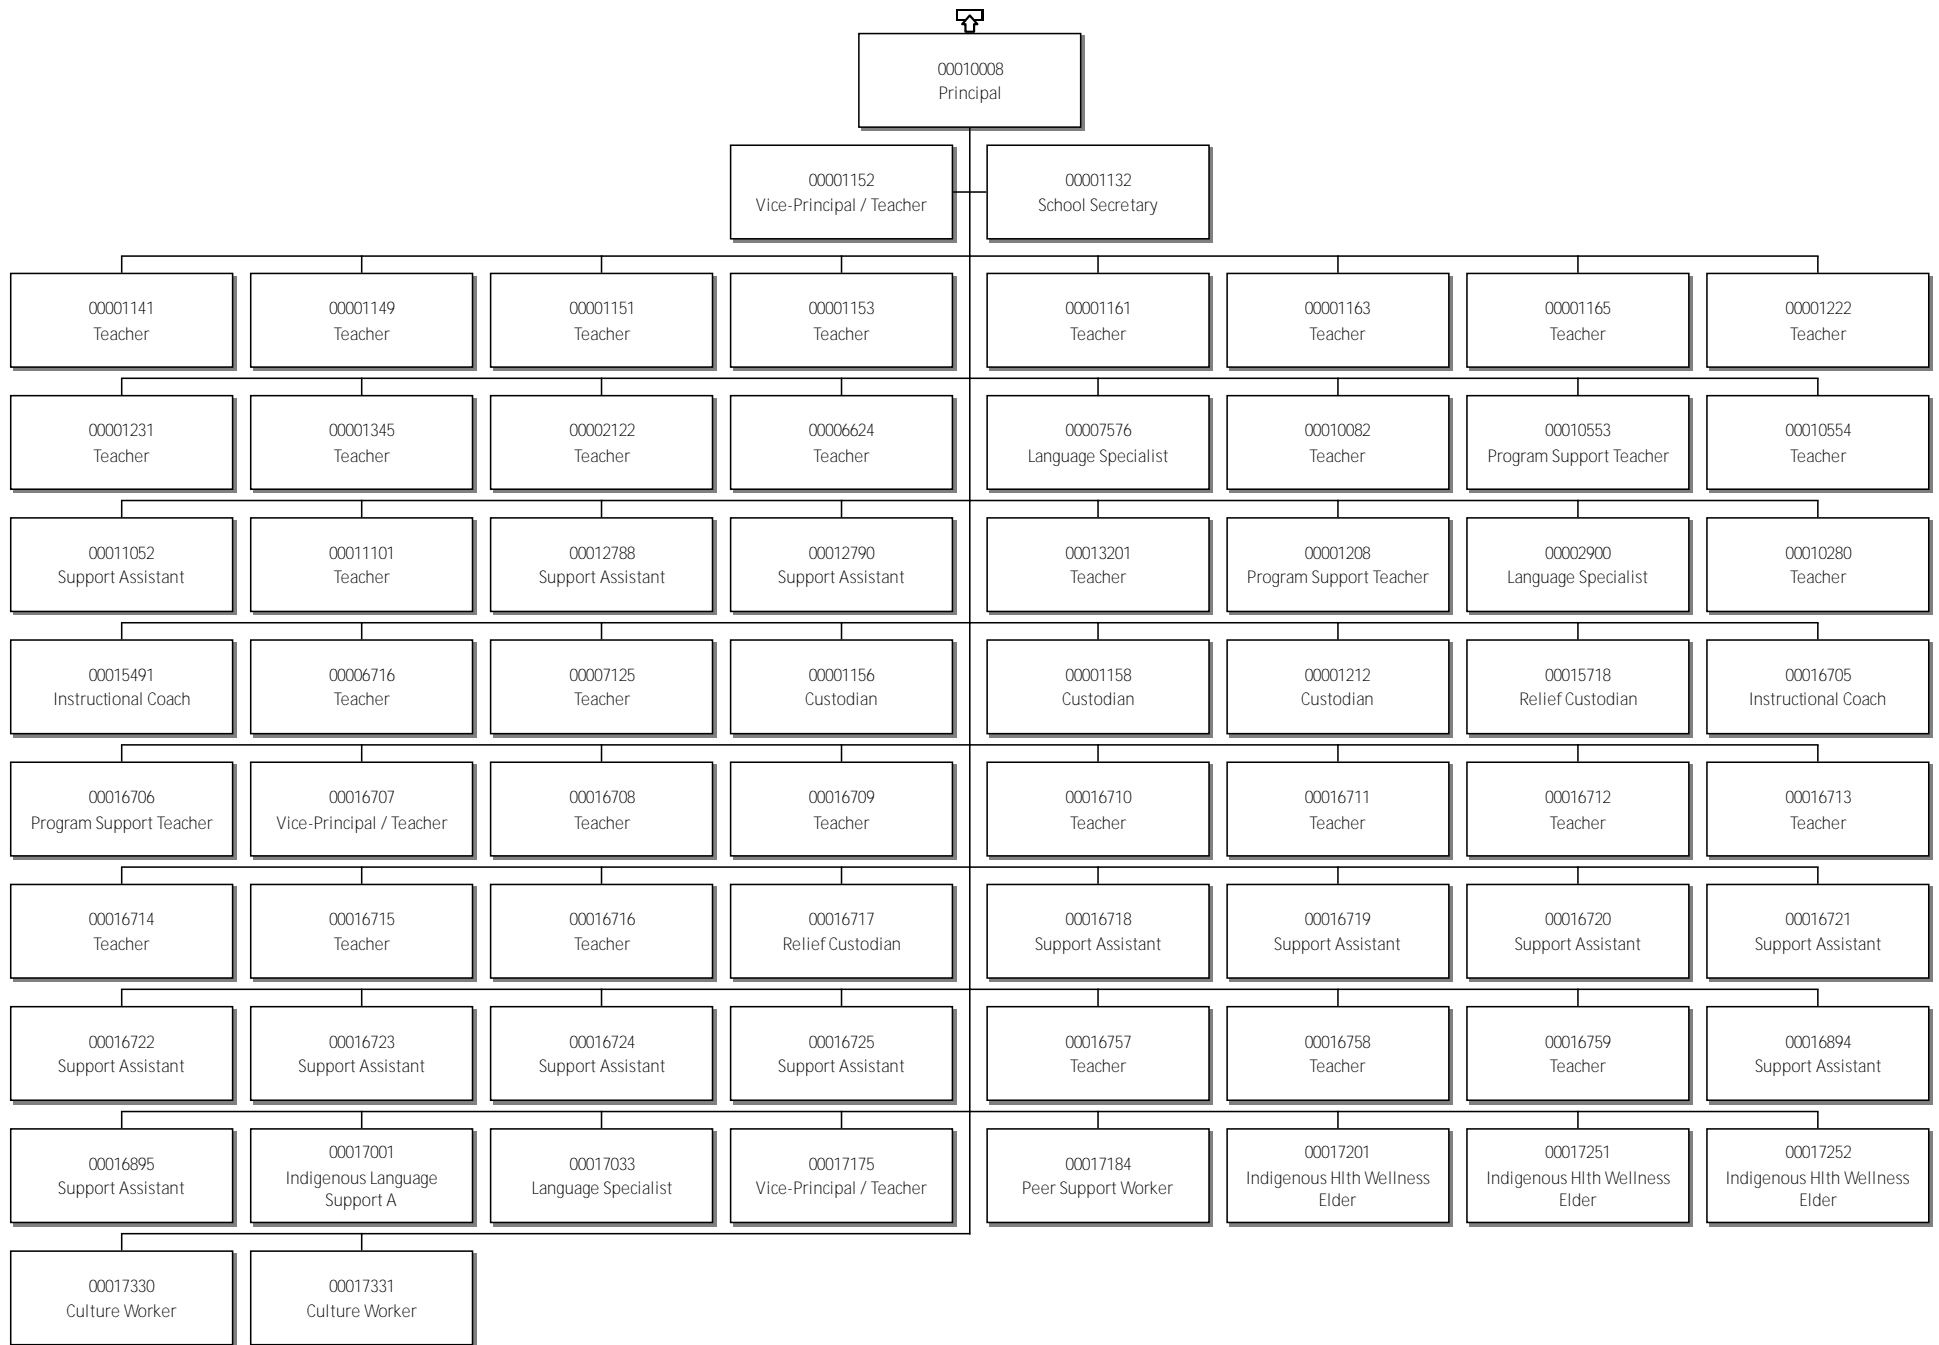 00010008
Principal
00001152
Vice-Principal / Teacher
00001132
School Secretary
00001141
Teacher
00001149
Teacher
00001151
Teacher
00001153
Teacher
00001161
Teacher
00001163
Teacher
00001165
Teacher
00001222
Teacher
00001231
Teacher
00001345
Teacher
00002122
Teacher
00006624
Teacher
00007576
Language Specialist
00010082
Teacher
00010553
Program Support Teacher
00010554
Teacher
00011052
Support Assistant
00011101
Teacher
00012788
Support Assistant
00012790
Support Assistant
00013201
Teacher
00001208
Program Support Teacher
00002900
Language Specialist
00010280
Teacher
00015491
Instructional Coach
00006716
Teacher
00007125
Teacher
00001156
Custodian
00001158
Custodian
00001212
Custodian
00015718
Relief Custodian
00016705
Instructional Coach
00016706
Program Support Teacher
00016707
Vice-Principal / Teacher
00016708
Teacher
00016709
Teacher
00016710
Teacher
00016711
Teacher
00016712
Teacher
00016713
Teacher
00016714
Teacher
00016715
Teacher
00016716
Teacher
00016717
Relief Custodian
00016718
Support Assistant
00016719
Support Assistant
00016720
Support Assistant
00016721
Support Assistant
00016722
Support Assistant
00016723
Support Assistant
00016724
Support Assistant
00016725
Support Assistant
00016757
Teacher
00016758
Teacher
00016759
Teacher
00016894
Support Assistant
00016895
Support Assistant
00017001
Indigenous Language
Support A
00017033
Language Specialist
00017175
Vice-Principal / Teacher
00017184
Peer Support Worker
00017201
Indigenous Hlth Wellness
Elder
00017251
Indigenous Hlth Wellness
Elder
00017252
Indigenous Hlth Wellness
Elder
00017330
Culture Worker
00017331
Culture Worker